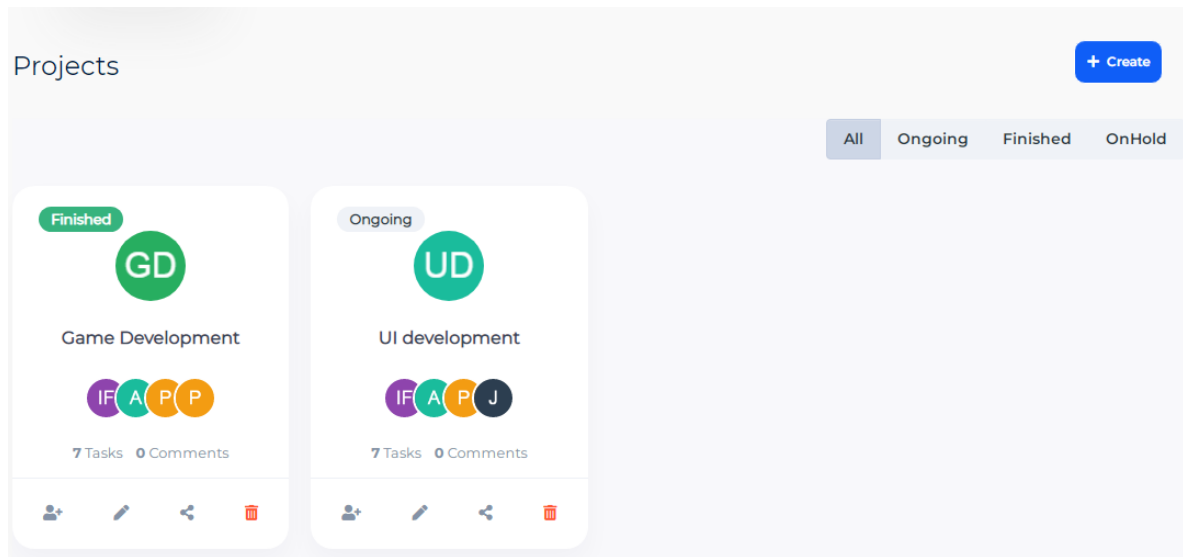 Projects
+ Create
All Ongoing Finished OnHold
Finished
GD
Game Development
IF A P P
7 Tasks 0 Comments
Ongoing
UD
UI development
IF A P J
7 Tasks 0 Comments